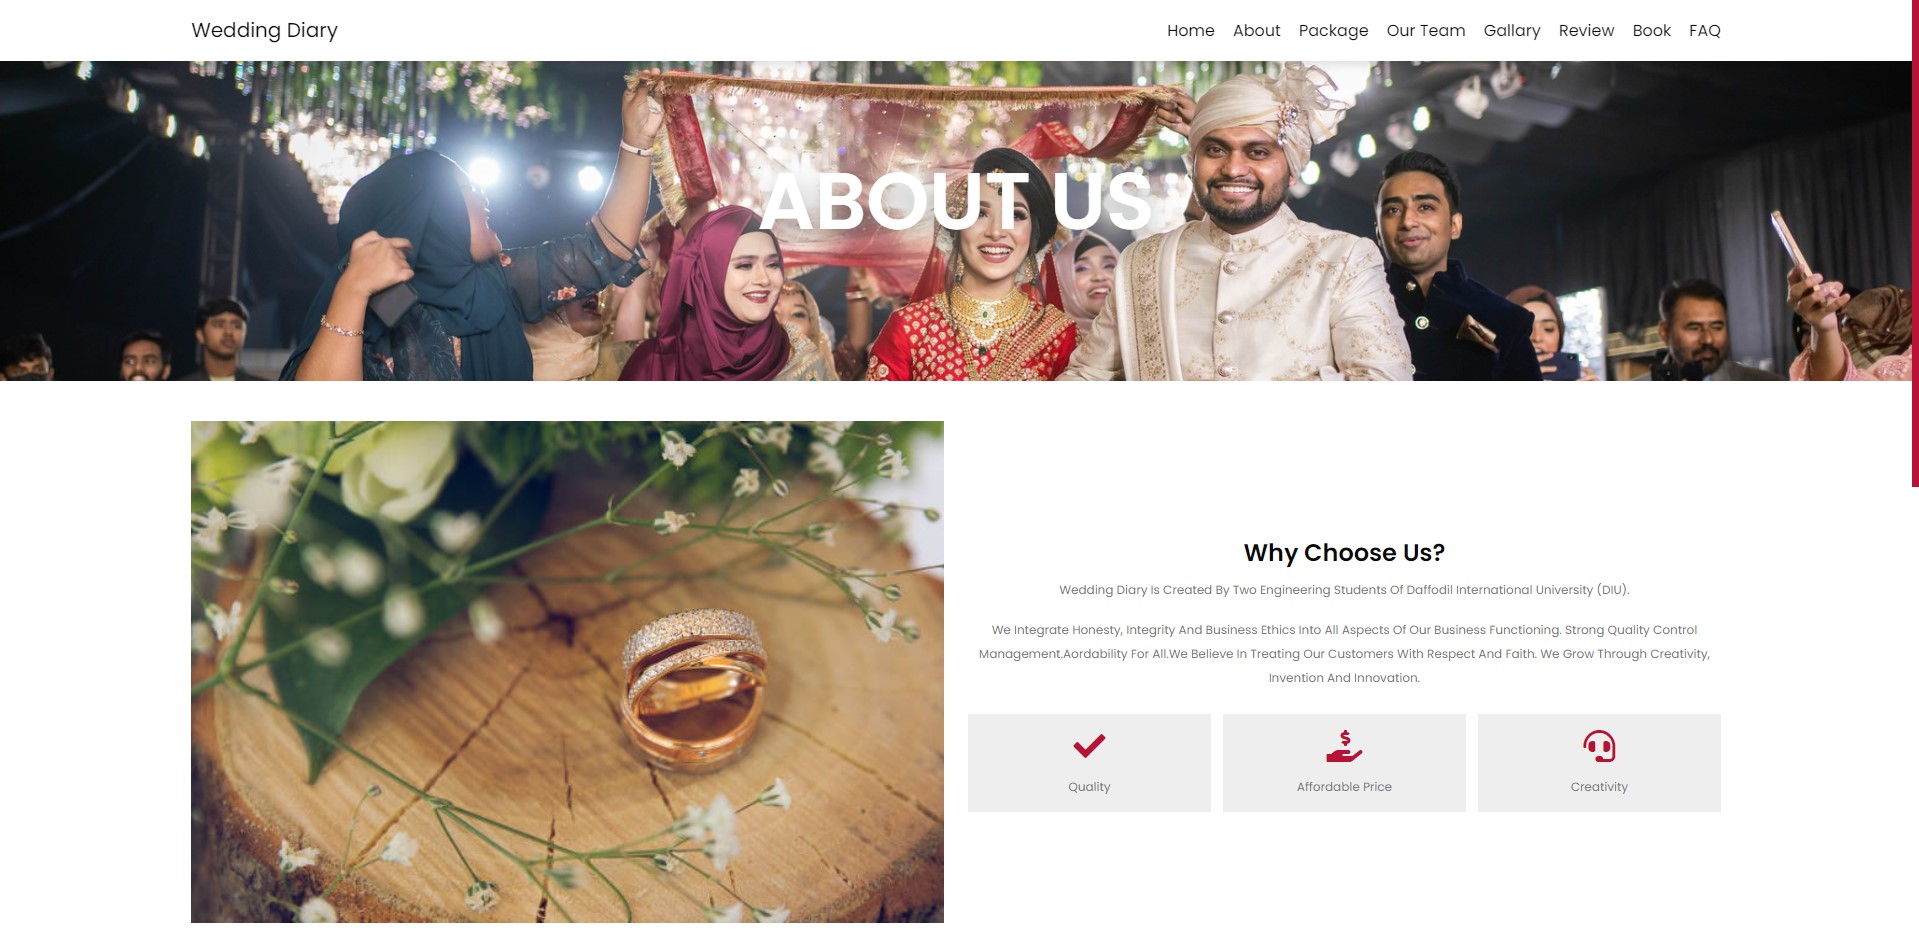 Wedding Diary
Home About Package Our Team Gallary Review Book FAQ
ABOUT US
Why Choose Us?
Wedding Diary Is Created By Two Engineering Students Of Daffodil International University (DIU).
We Integrate Honesty, Integrity And Business Ethics Into All Aspects Of Our Business Functioning. Strong Quality Control
Management.Aordability For All.We Believe In Treating Our Customers With Respect And Faith. We Grow Through Creativity,
Invention And Innovation.
Quality
Affordable Price
Creativity